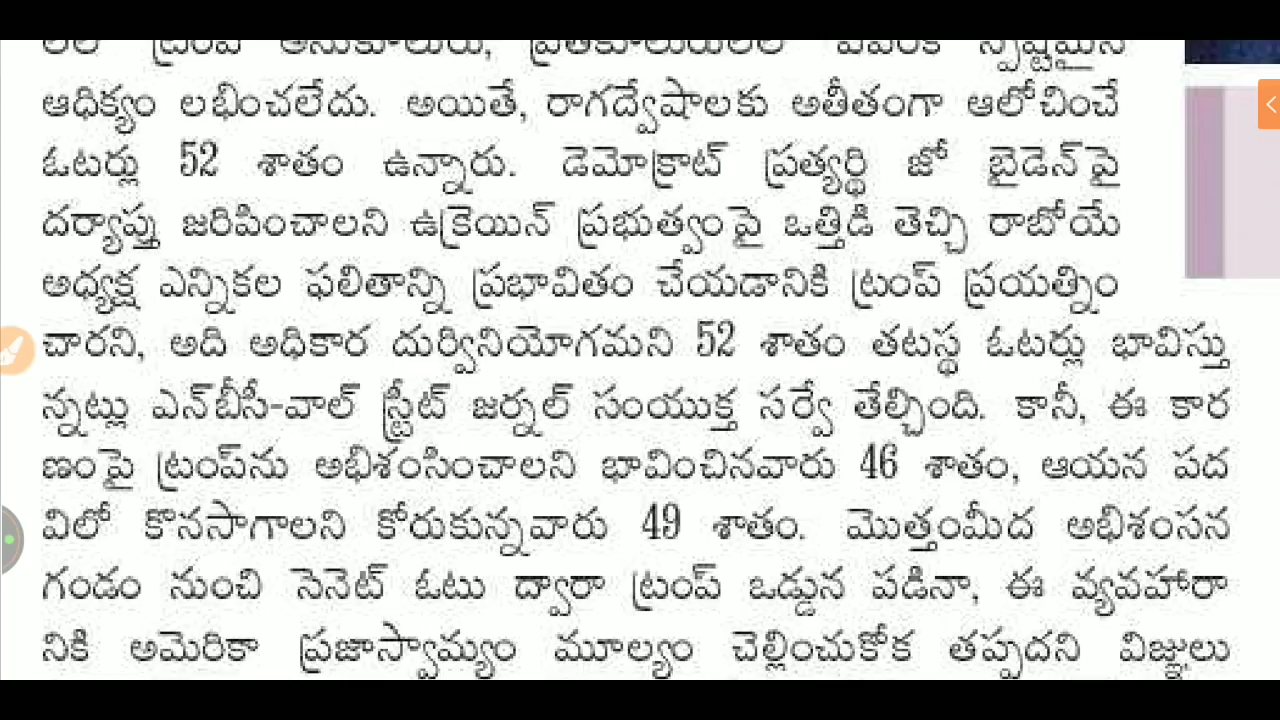 ఆధిక్యం లభించలేదు. అయితే, రాగద్వేషాలకు అతీతంగా ఆలోచించే
ఓటర్లు 52 శాతం ఉన్నారు. డెమోక్రాట్ ప్రత్యర్థి జో బైడెన్‌పై
దర్యాప్తు జరిపించాలని ఉక్రెయిన్ ప్రభుత్వంపై ఒత్తిడి తెచ్చి రాబోయే
అధ్యక్ష ఎన్నికల ఫలితాన్ని ప్రభావితం చేయడానికి ట్రంప్ ప్రయత్నిం
చారని, అది అధికార దుర్వినియోగమని 52 శాతం తటస్థ ఓటర్లు భావిస్తు
న్నట్లు ఎన్‌బీసీ-వాల్ స్ట్రీట్ జర్నల్ సంయుక్త సర్వే తేల్చింది. కానీ, ఈ కార
ణంపై ట్రంప్‌ను అభిశంసించాలని భావించినవారు 46 శాతం, ఆయన పద
విలో కొనసాగాలని కోరుకున్నవారు 49 శాతం. మొత్తంమీద అభిశంసన
గండం నుంచి సెనెట్ ఓటు ద్వారా ట్రంప్ ఒడ్డున పడినా, ఈ వ్యవహారా
నికి అమెరికా ప్రజాస్వామ్యం మూల్యం చెల్లించుకోక తప్పదని విజ్ఞులు